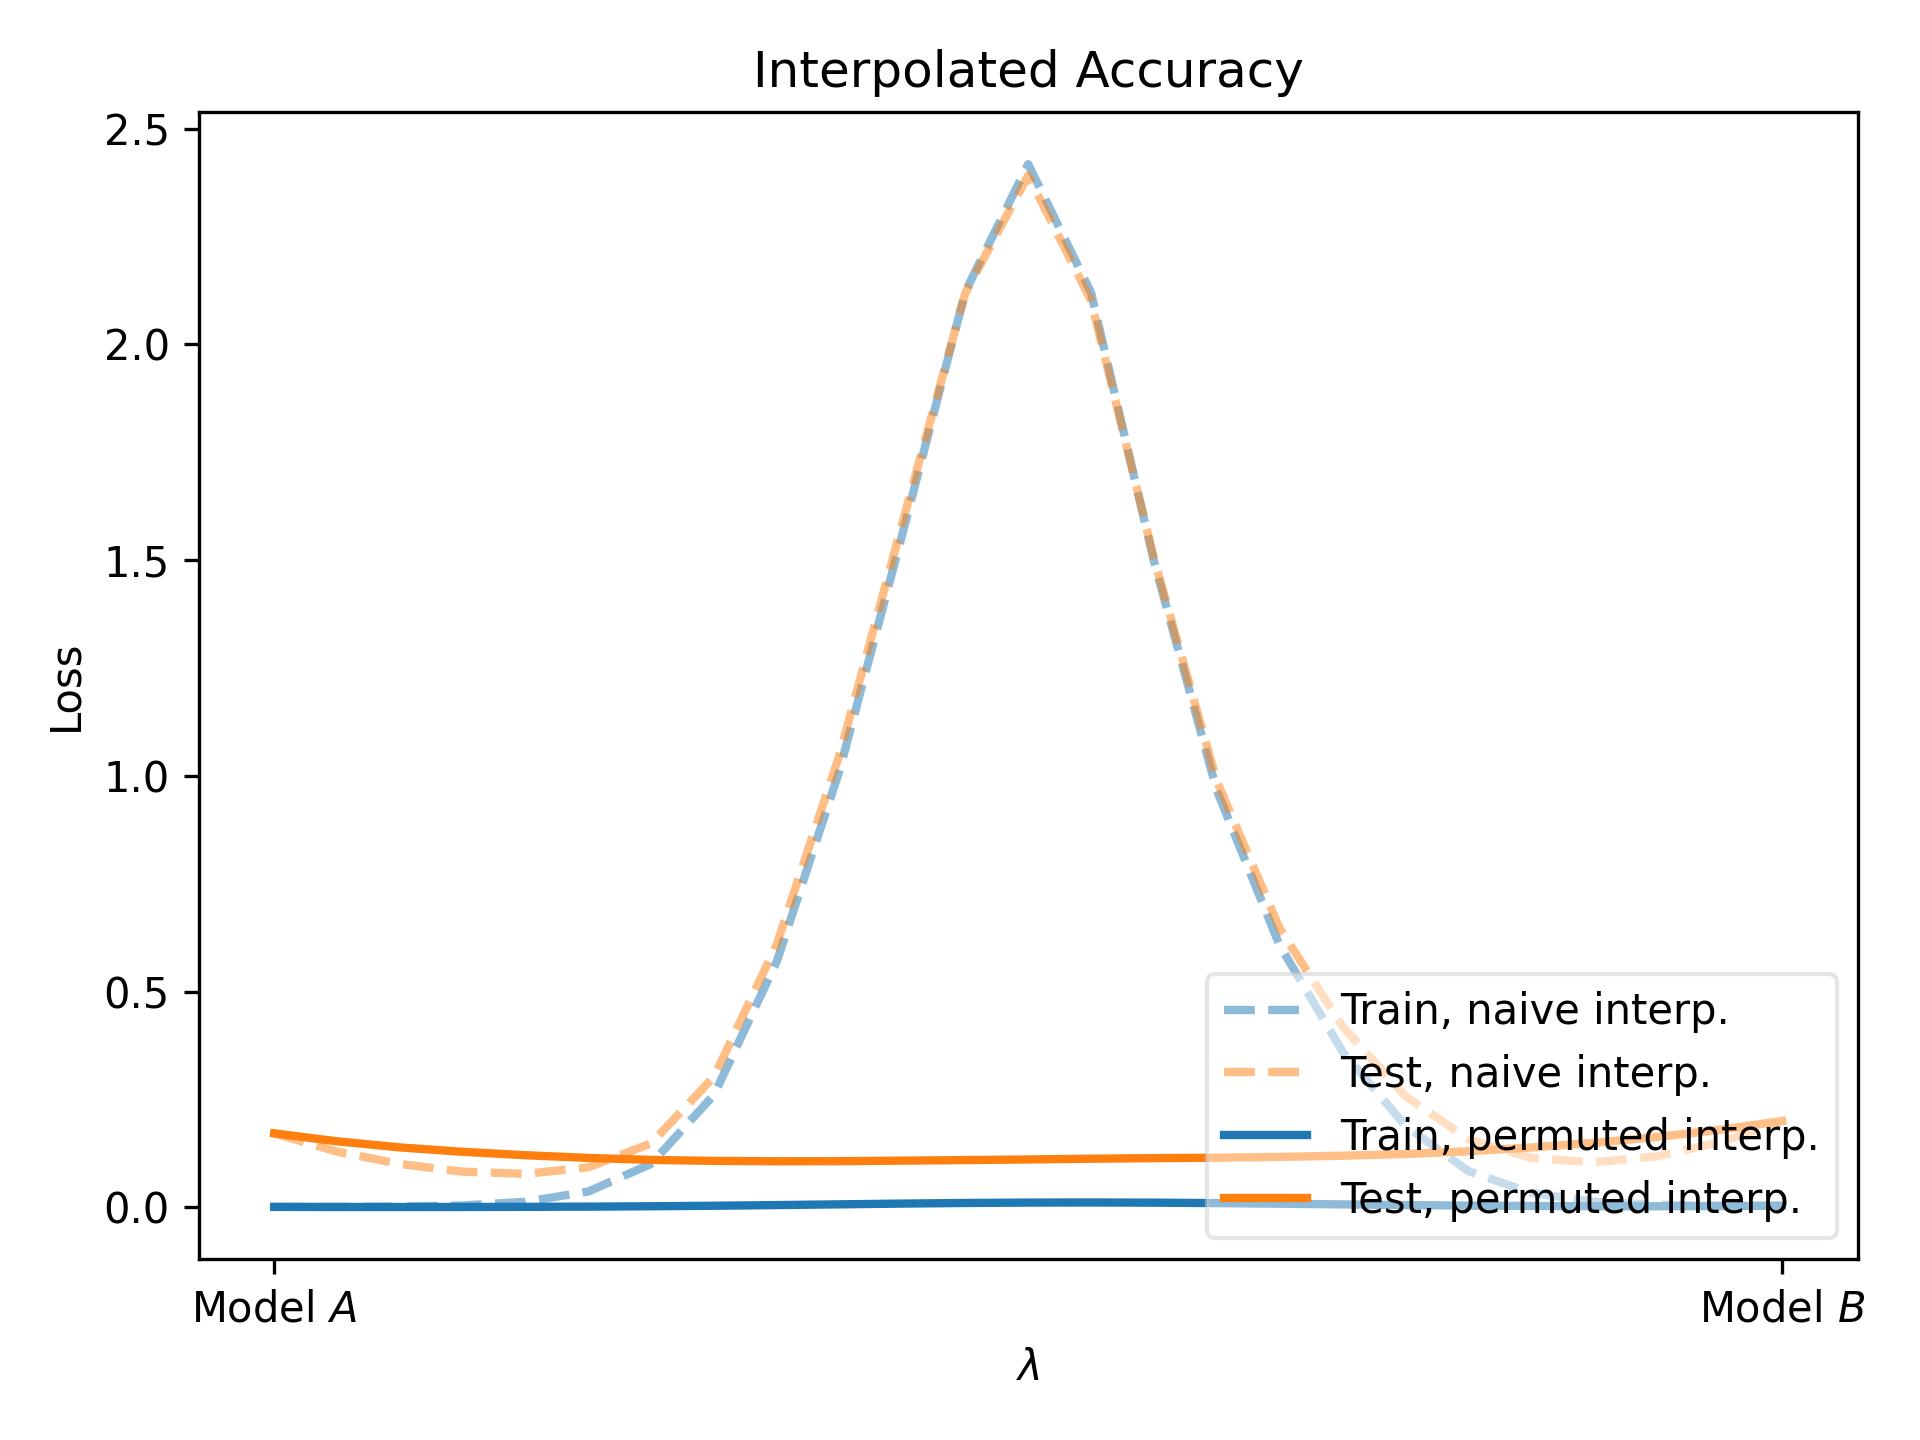 Interpolated Accuracy
2.5
2.0
1.5
1.0
0.5
0.0
Loss
Train, naive interp.
Test, naive interp.
Train, permuted interp.
Test, permuted interp.
Model A
Model B
λ